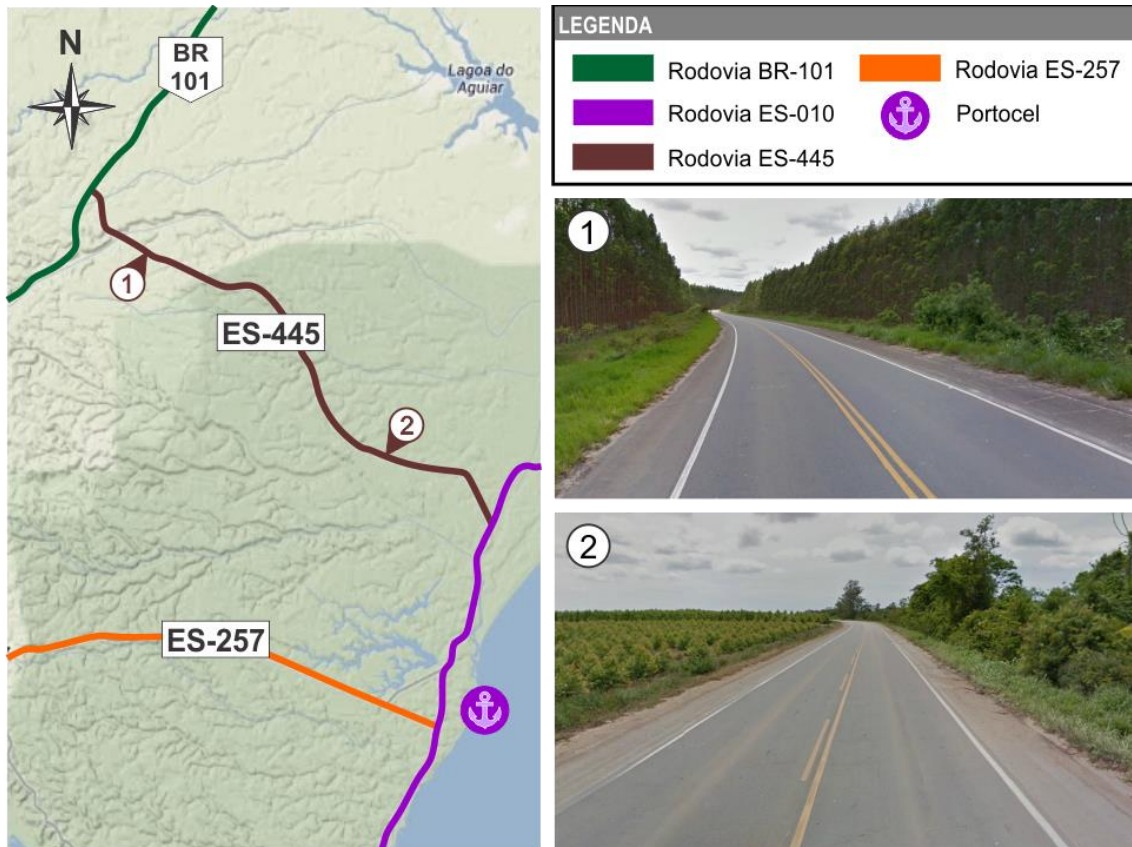 N
BR
101
Lagoa do
Aguiar
1
ES-445
2
ES-257
LEGENDA
Rodovia BR-101
Rodovia ES-257
Rodovia ES-010
Portocel
Rodovia ES-445
1
2